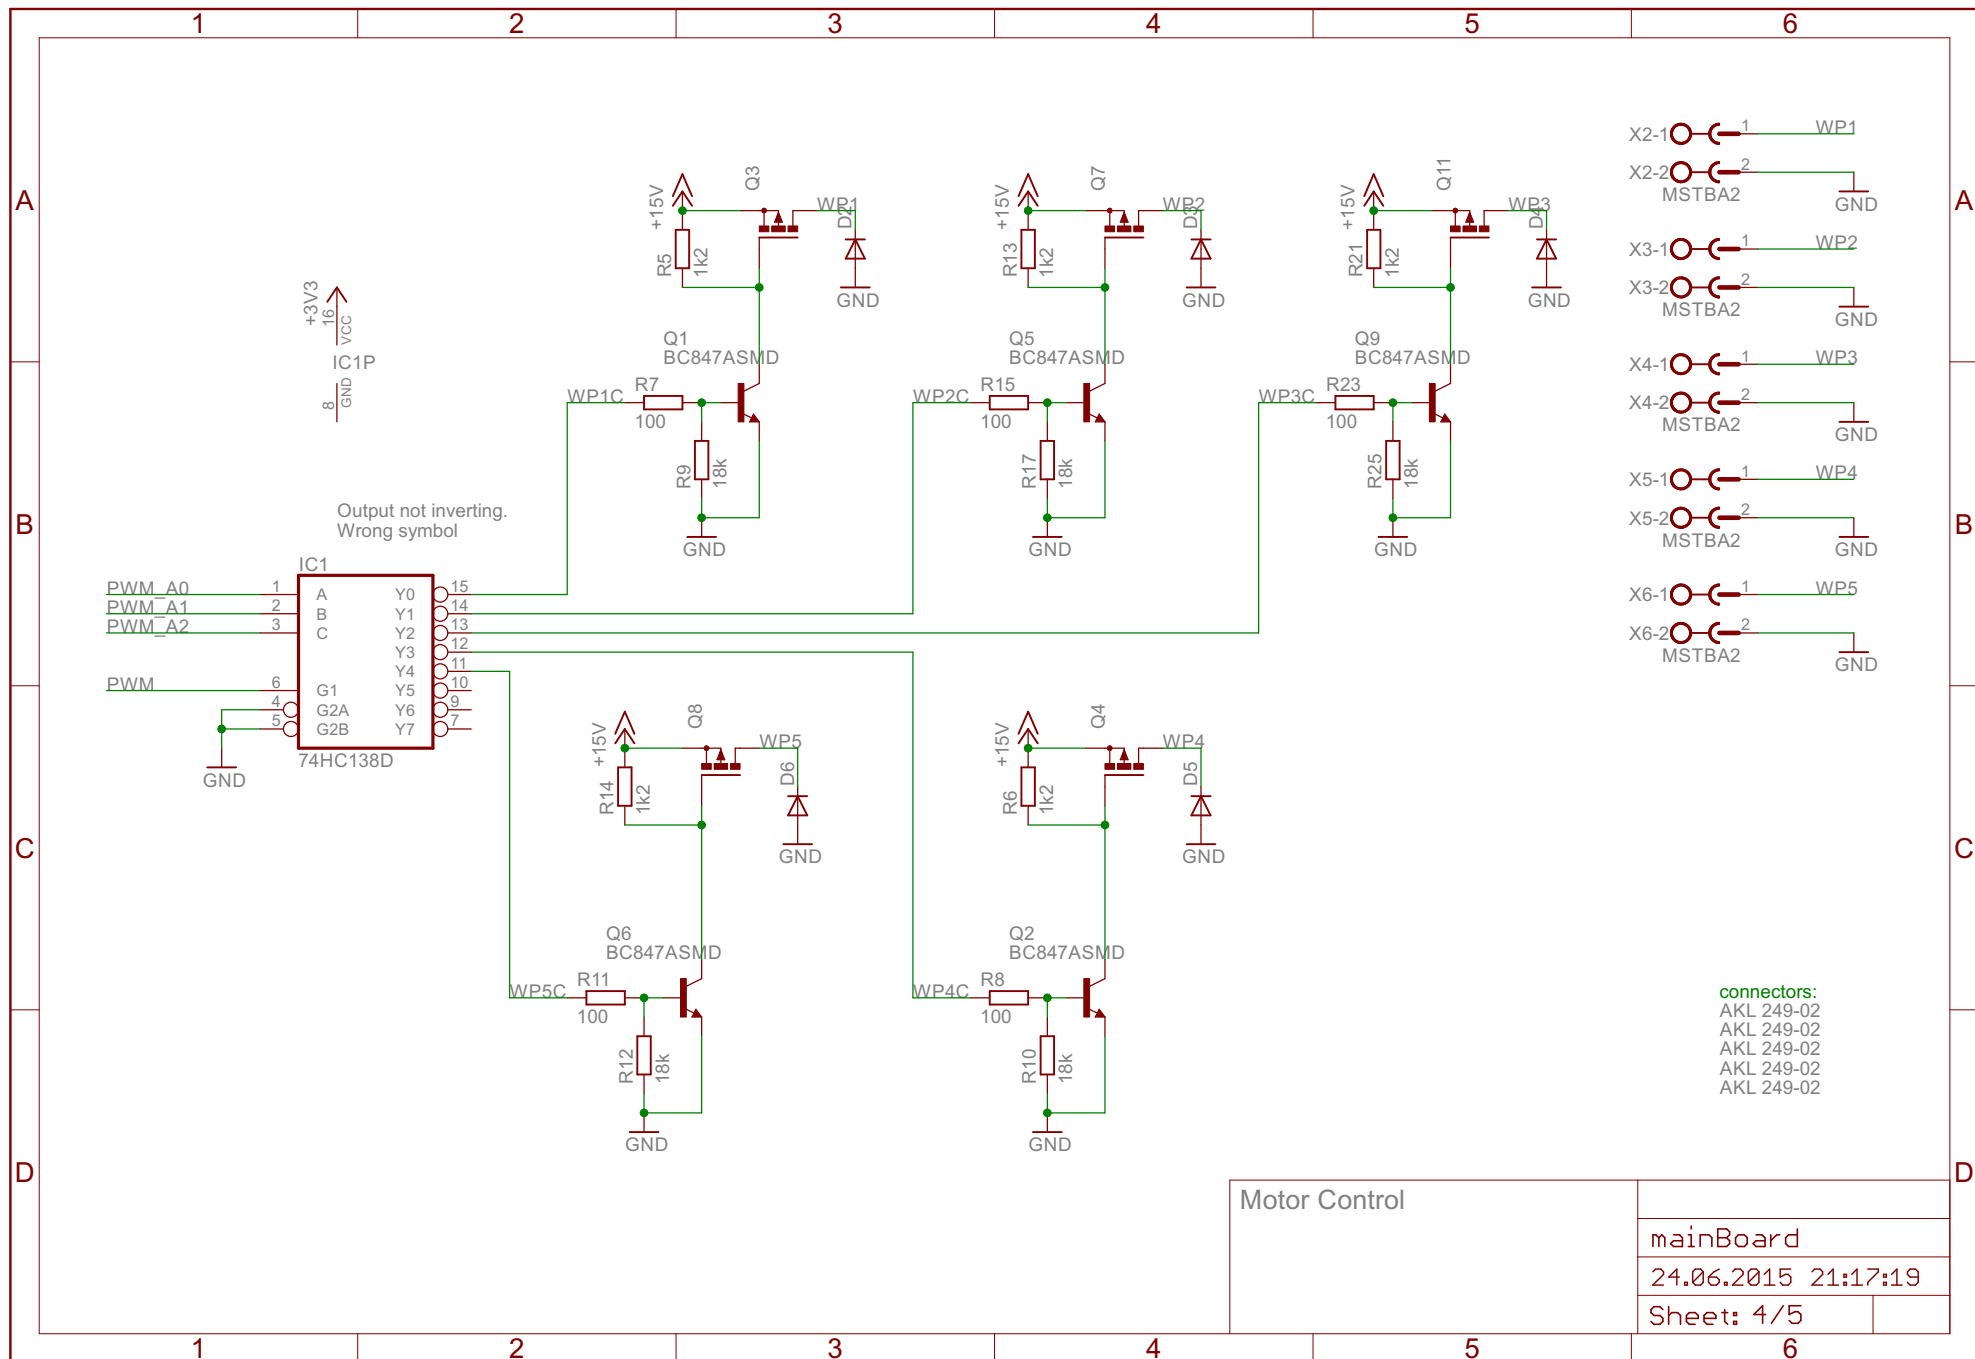 1 2 3 4 5 6
A A
B B
C C
D D
1 2 3 4 5 6
+3V3
16
VCC
IC1P
8
GND
Output not inverting.
Wrong symbol
IC1
PWM_A0 1 A Y0 15
PWM_A1 2 B Y1 14
PWM_A2 3 C Y2 13
Y3 12
Y4 11
PWM 6 G1 Y5 10
4 G2A Y6 9
5 G2B Y7 7
74HC138D
GND
+15V
Q3
WP1
D2
R5
1k2
GND
Q1
BC847ASMD
WP1C
R7
100
R9
18k
GND
+15V
Q7
WP2
D3
R13
1k2
GND
Q5
BC847ASMD
WP2C
R15
100
R17
18k
GND
+15V
Q11
WP3
D4
R21
1k2
GND
Q9
BC847ASMD
WP3C
R23
100
R25
18k
GND
+15V
Q8
WP5
D6
R14
1k2
GND
Q6
BC847ASMD
WP5C
R11
100
R12
18k
GND
+15V
Q4
WP4
D5
R6
1k2
GND
Q2
BC847ASMD
WP4C
R8
100
R10
18k
GND
X2-1 1 WP1
X2-2 2
MSTBA2
GND
X3-1 1 WP2
X3-2 2
MSTBA2
GND
X4-1 1 WP3
X4-2 2
MSTBA2
GND
X5-1 1 WP4
X5-2 2
MSTBA2
GND
X6-1 1 WP5
X6-2 2
MSTBA2
GND
connectors:
AKL 249-02
AKL 249-02
AKL 249-02
AKL 249-02
AKL 249-02
Motor Control
mainBoard
24.06.2015 21:17:19
Sheet: 4/5